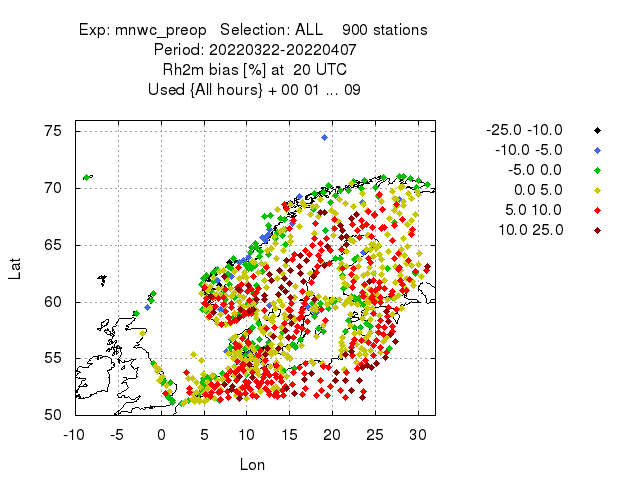 Exp: mnwc_preop   Selection: ALL    900 stations
Period: 20220322-20220407
Rh2m bias [%] at  20 UTC
Used {All hours} + 00 01 ... 09
75
70
65
60
55
50
Lat
-10 -5 0 5 10 15 20 25 30
Lon
-25.0 -10.0
-10.0 -5.0
-5.0 0.0
0.0 5.0
5.0 10.0
10.0 25.0